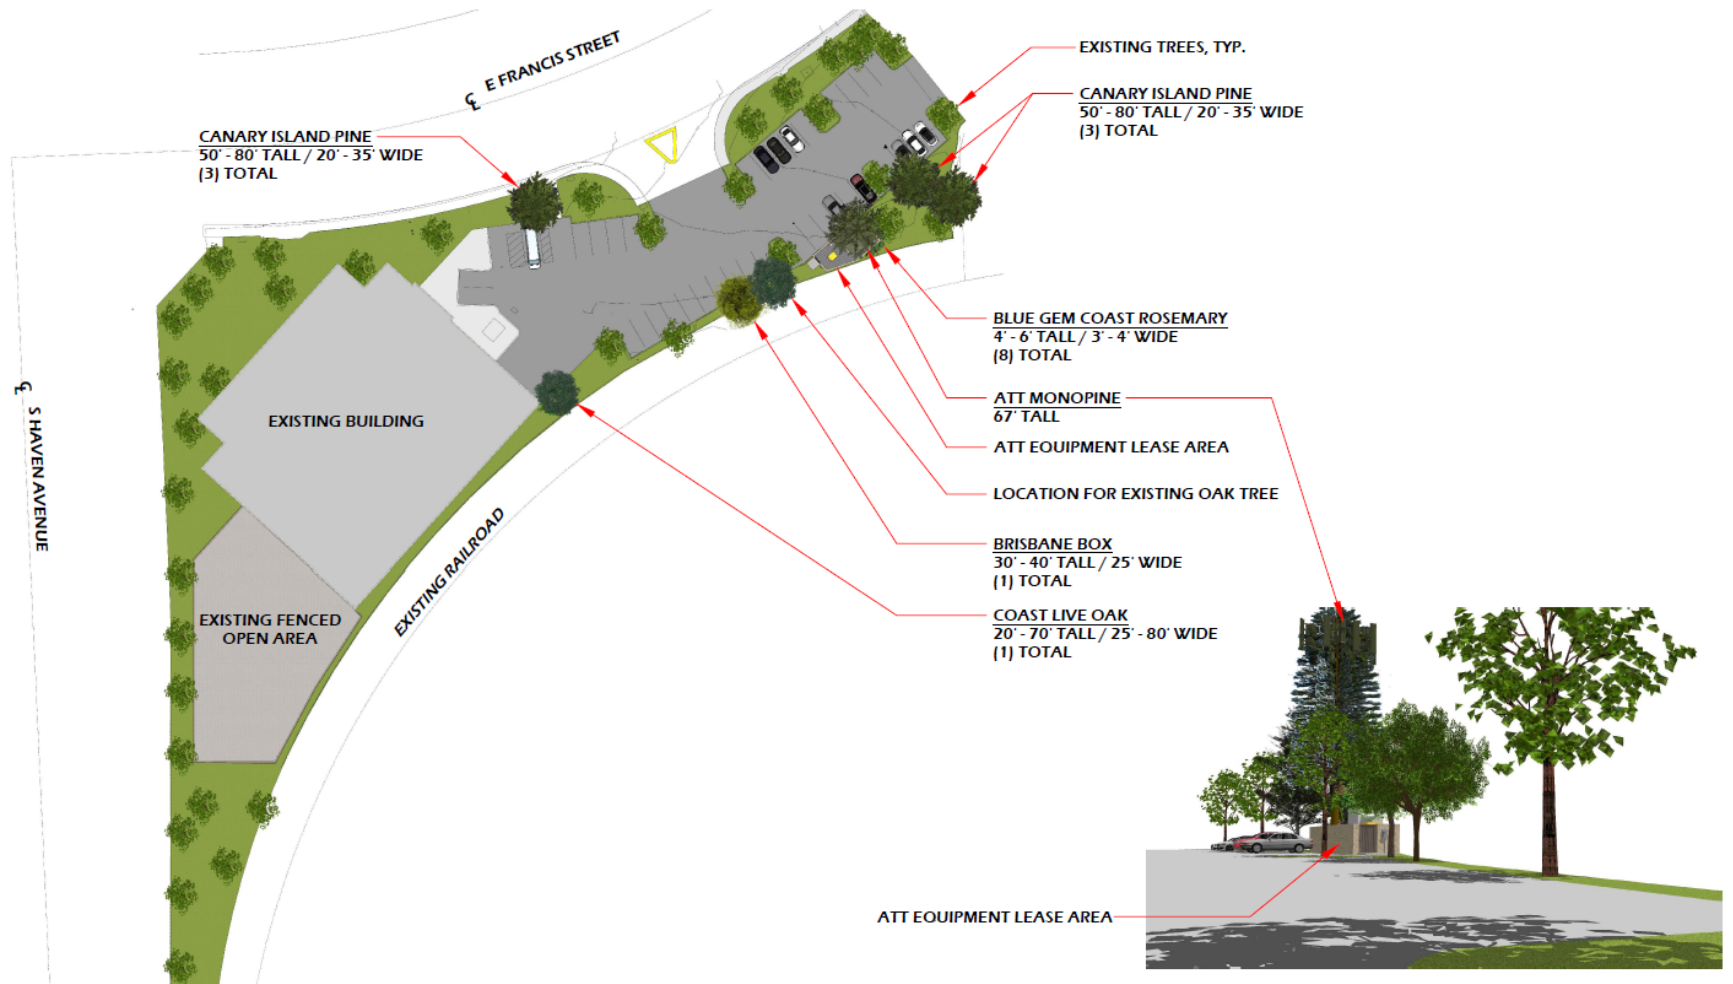 ℄ E FRANCIS STREET
EXISTING TREES, TYP.
CANARY ISLAND PINE
50' - 80' TALL / 20' - 35' WIDE
(3) TOTAL
CANARY ISLAND PINE
50' - 80' TALL / 20' - 35' WIDE
(3) TOTAL
BLUE GEM COAST ROSEMARY
4' - 6' TALL / 3' - 4' WIDE
(8) TOTAL
ATT MONOPINE
67' TALL
ATT EQUIPMENT LEASE AREA
LOCATION FOR EXISTING OAK TREE
BRISBANE BOX
30' - 40' TALL / 25' WIDE
(1) TOTAL
COAST LIVE OAK
20' - 70' TALL / 25' - 80' WIDE
(1) TOTAL
℄ S HAVEN AVENUE
EXISTING BUILDING
EXISTING RAILROAD
EXISTING FENCED
OPEN AREA
ATT EQUIPMENT LEASE AREA